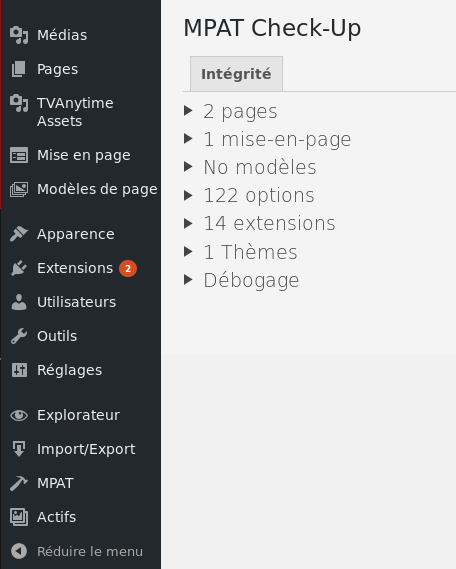 Médias
Pages
TVAnytime
Assets
Mise en page
Modèles de page
Apparence
Extensions 2
Utilisateurs
Outils
Réglages
Explorateur
Import/Export
MPAT
Actifs
Réduire le menu
MPAT Check-Up
Intégrité
2 pages
1 mise-en-page
No modèles
122 options
14 extensions
1 Thèmes
Débogage